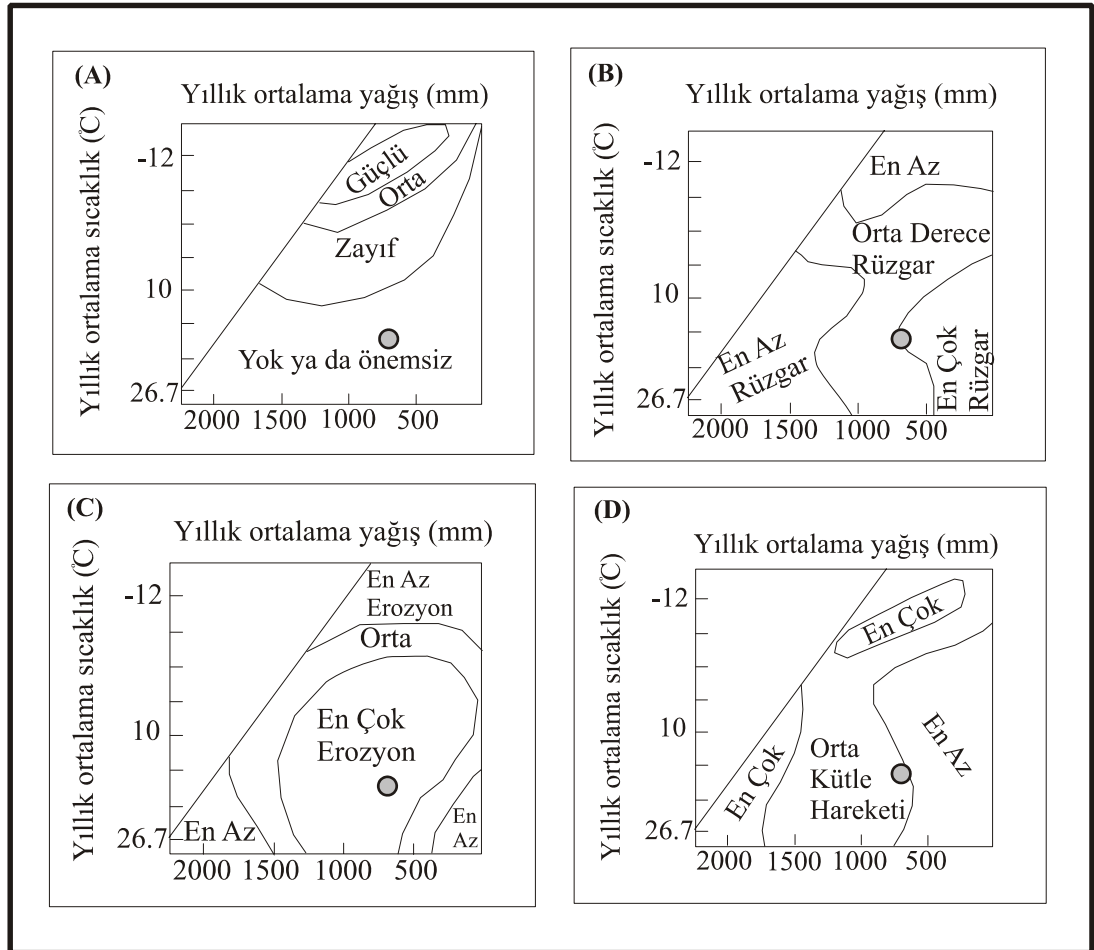 (A)
Yıllık ortalama yağış (mm)
Yıllık ortalama sıcaklık (°C)
-12
10
26.7
Güçlü
Orta
Zayıf
Yok ya da önemsiz
2000 1500 1000 500
(B)
Yıllık ortalama yağış (mm)
Yıllık ortalama sıcaklık (°C)
-12
10
26.7
En Az
Orta Derece
Rüzgar
En Az
Rüzgar
En Çok
Rüzgar
2000 1500 1000 500
(C)
Yıllık ortalama yağış (mm)
Yıllık ortalama sıcaklık (°C)
-12
10
26.7
En Az
Erozyon
Orta
En Çok
Erozyon
En Az
En
Az
2000 1500 1000 500
(D)
Yıllık ortalama yağış (mm)
Yıllık ortalama sıcaklık (°C)
-12
10
26.7
En Çok
En Çok
Orta
Kütle
Hareketi
En Az
2000 1500 1000 500